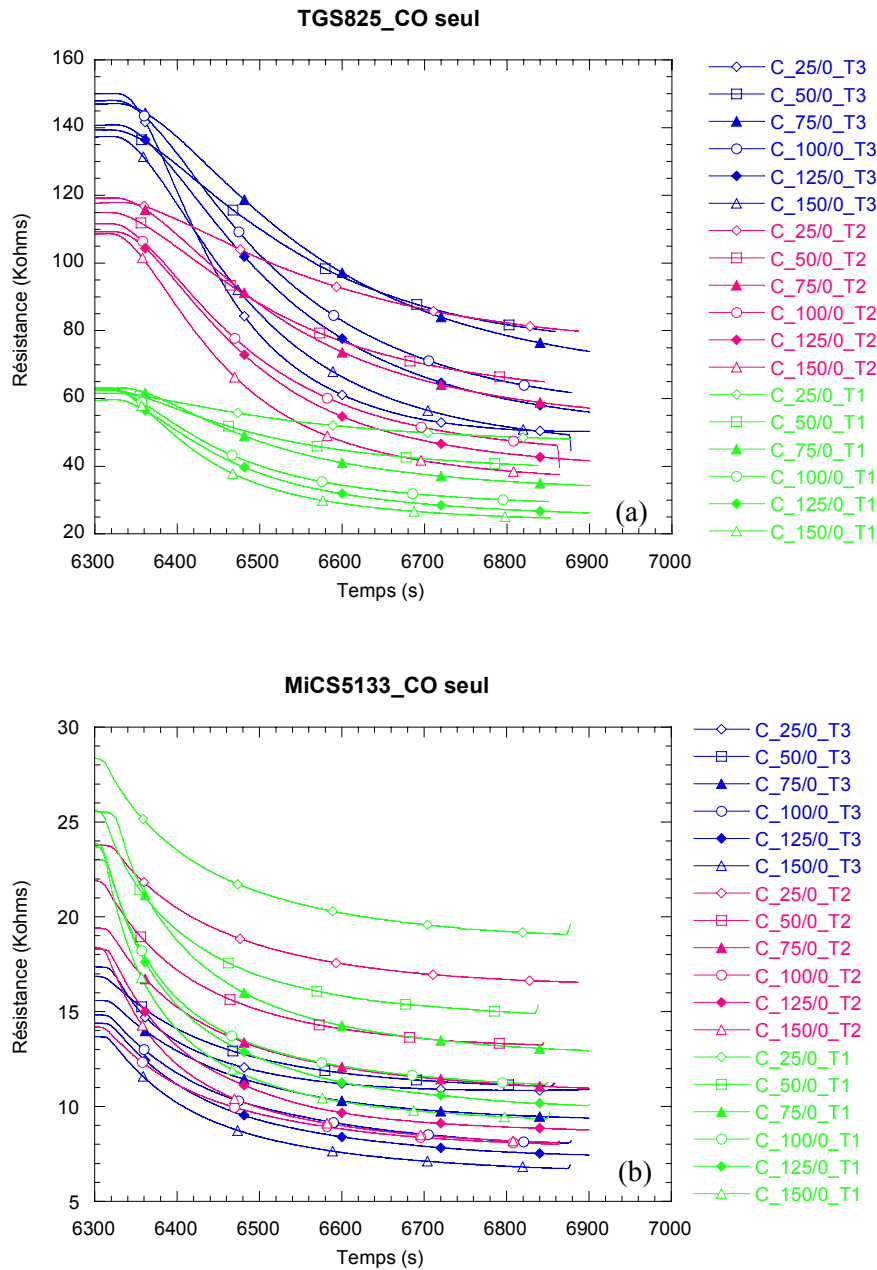 TGS825_CO seul
160
140
120
100
80
60
40
20
6300 6400 6500 6600 6700 6800 6900 7000
Résistance (Kohms)
Temps (s)
(a)
C_25/0_T3
C_50/0_T3
C_75/0_T3
C_100/0_T3
C_125/0_T3
C_150/0_T3
C_25/0_T2
C_50/0_T2
C_75/0_T2
C_100/0_T2
C_125/0_T2
C_150/0_T2
C_25/0_T1
C_50/0_T1
C_75/0_T1
C_100/0_T1
C_125/0_T1
C_150/0_T1
MiCS5133_CO seul
30
25
20
15
10
5
6300 6400 6500 6600 6700 6800 6900 7000
Résistance (Kohms)
Temps (s)
(b)
C_25/0_T3
C_50/0_T3
C_75/0_T3
C_100/0_T3
C_125/0_T3
C_150/0_T3
C_25/0_T2
C_50/0_T2
C_75/0_T2
C_100/0_T2
C_125/0_T2
C_150/0_T2
C_25/0_T1
C_50/0_T1
C_75/0_T1
C_100/0_T1
C_125/0_T1
C_150/0_T1